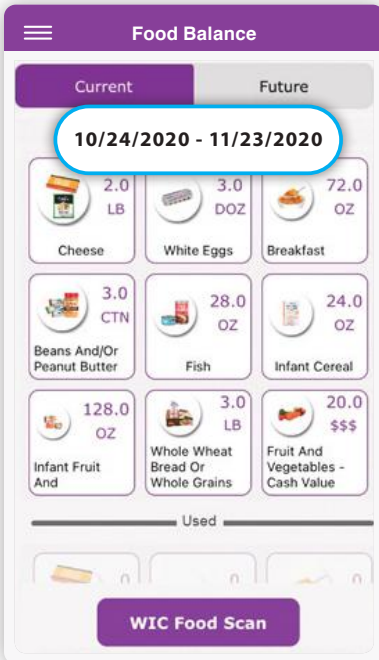 Food Balance
Current
Future
10/24/2020 - 11/23/2020
2.0
LB
Cheese
3.0
DOZ
White Eggs
72.0
OZ
Breakfast
3.0
CTN
Beans And/Or
Peanut Butter
28.0
OZ
Fish
24.0
OZ
Infant Cereal
128.0
OZ
Infant Fruit
And
3.0
LB
Whole Wheat
Bread Or
Whole Grains
20.0
$$$
Fruit And
Vegetables -
Cash Value
Used
0
0
0
WIC Food Scan